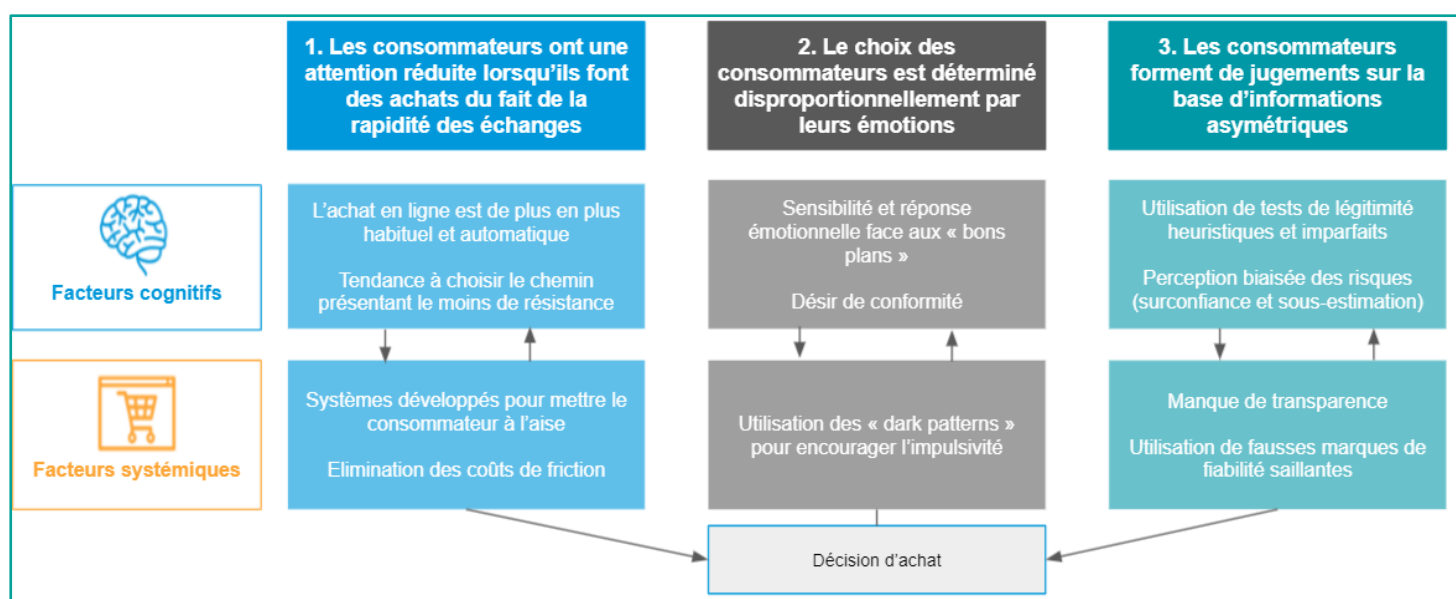 1. Les consommateurs ont une
attention réduite lorsqu'ils font
des achats du fait de la
rapidité des échanges
2. Le choix des
consommateurs est déterminé
disproportionnellement par
leurs émotions
3. Les consommateurs
forment de jugements sur la
base d'informations
asymétriques
Facteurs cognitifs
L'achat en ligne est de plus en plus
habituel et automatique
Tendance à choisir le chemin
présentant le moins de résistance
Sensibilité et réponse
émotionnelle face aux « bons
plans »
Désir de conformité
Utilisation de tests de légitimité
heuristiques et imparfaits
Perception biaisée des risques
(surconfiance et sous-estimation)
Facteurs systémiques
Systèmes développés pour mettre le
consommateur à l'aise
Elimination des coûts de friction
Utilisation des « dark patterns »
pour encourager l'impulsivité
Manque de transparence
Utilisation de fausses marques de
fiabilité saillantes
Décision d'achat